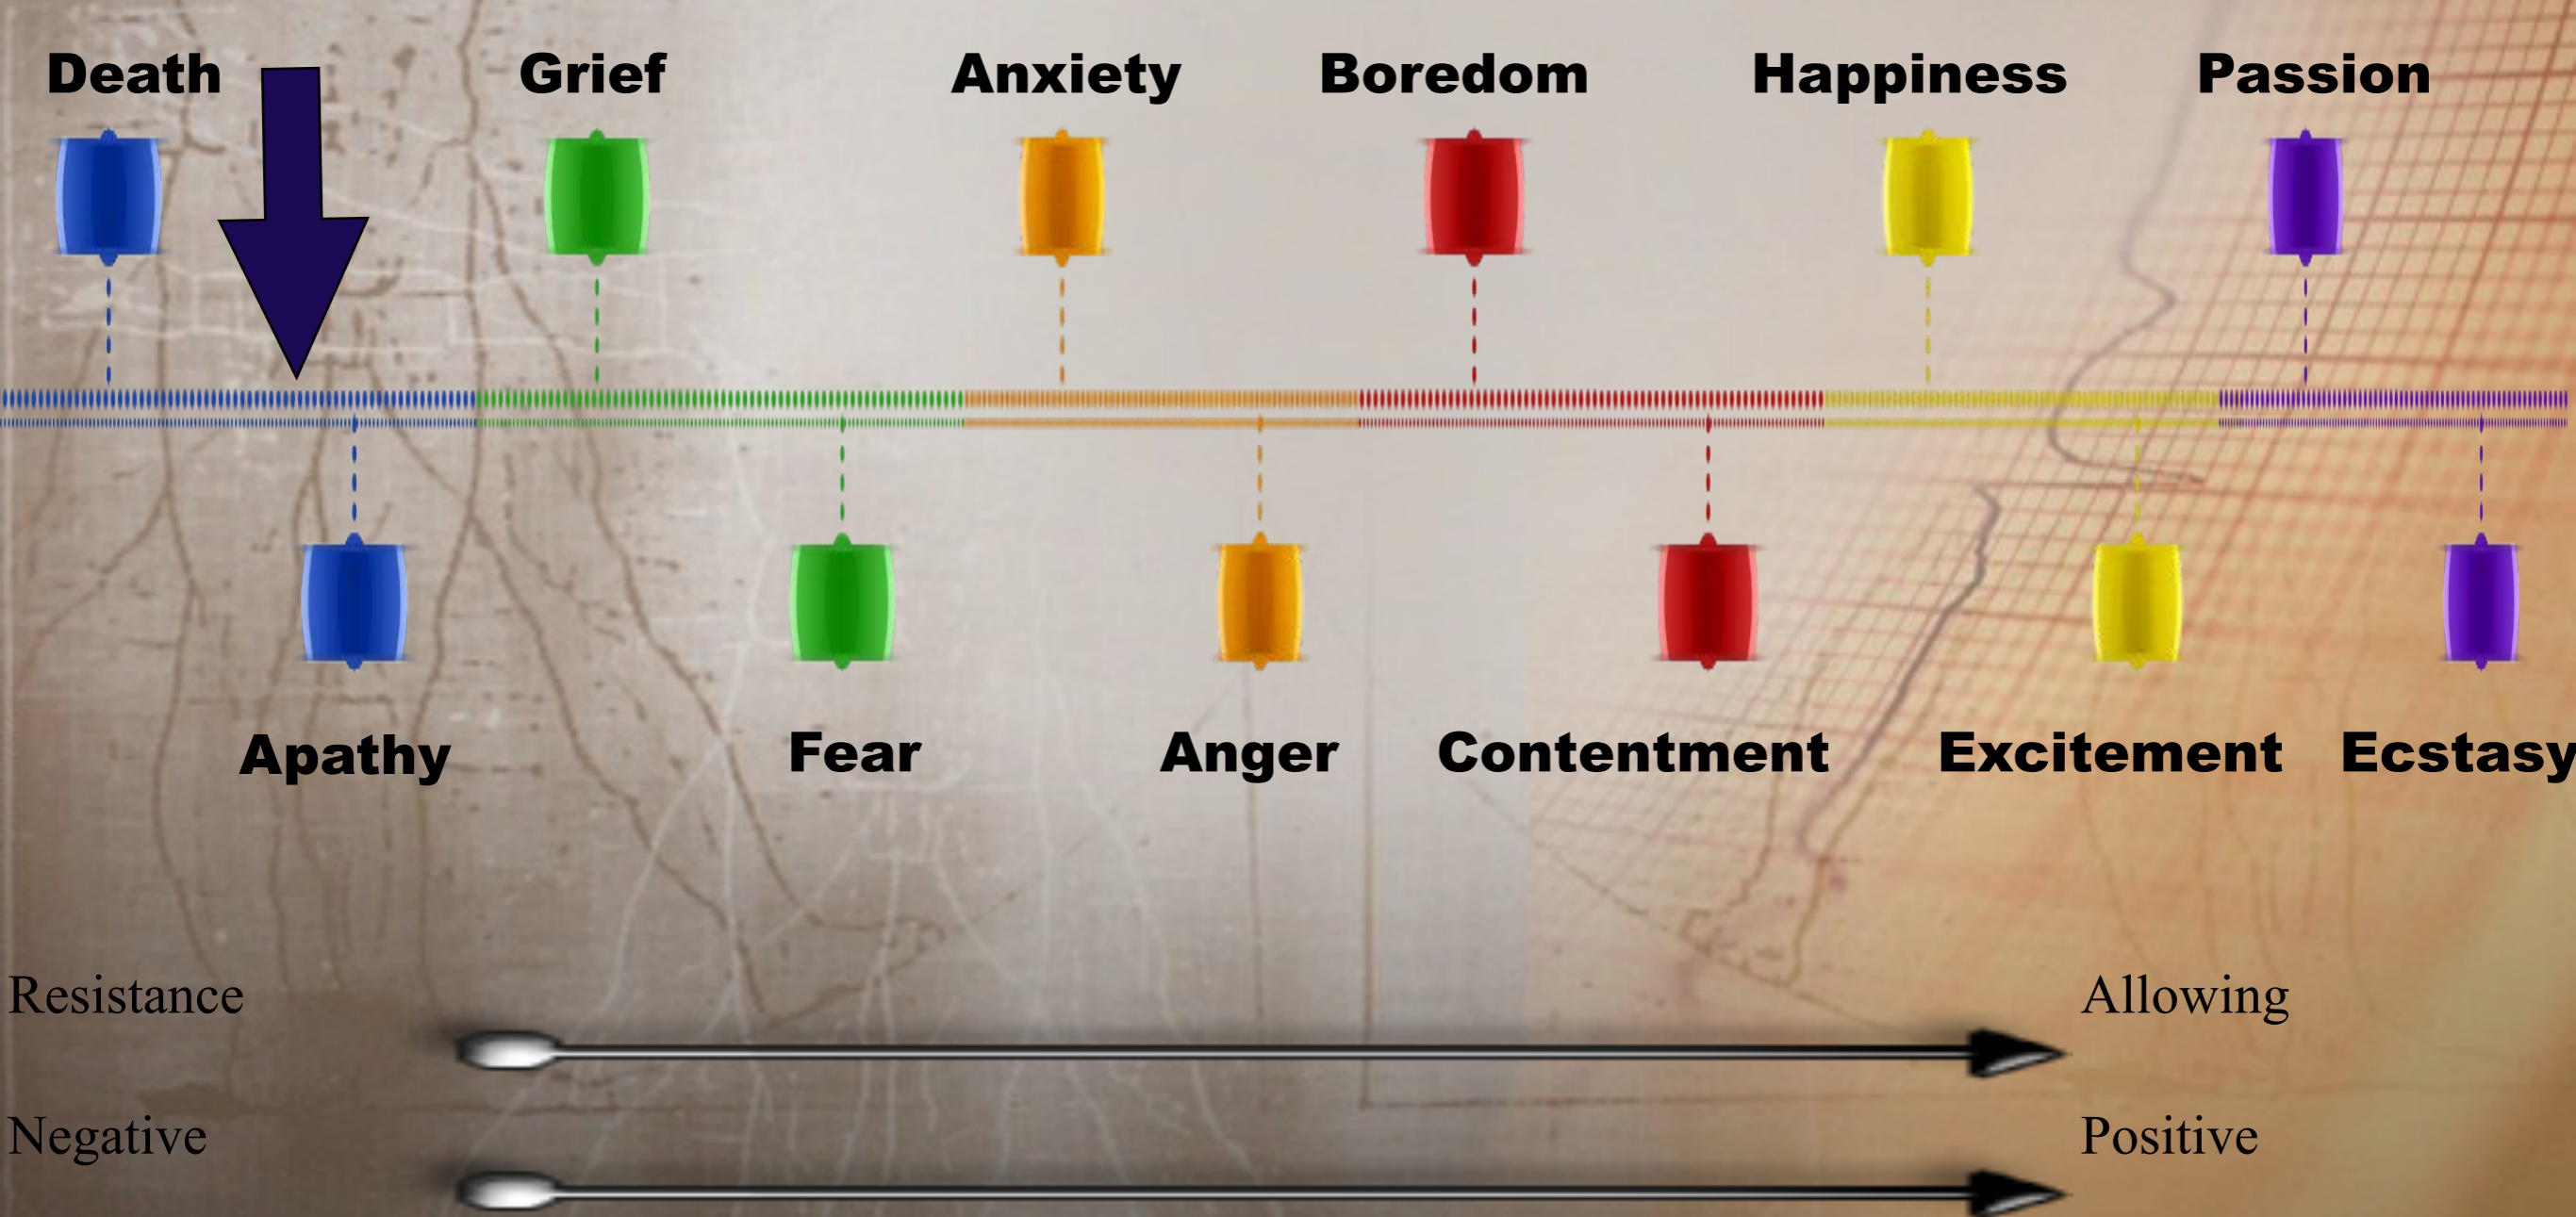 Death
Grief
Anxiety
Boredom
Happiness
Passion
Apathy
Fear
Anger
Contentment
Excitement
Ecstasy
Resistance
Allowing
Negative
Positive